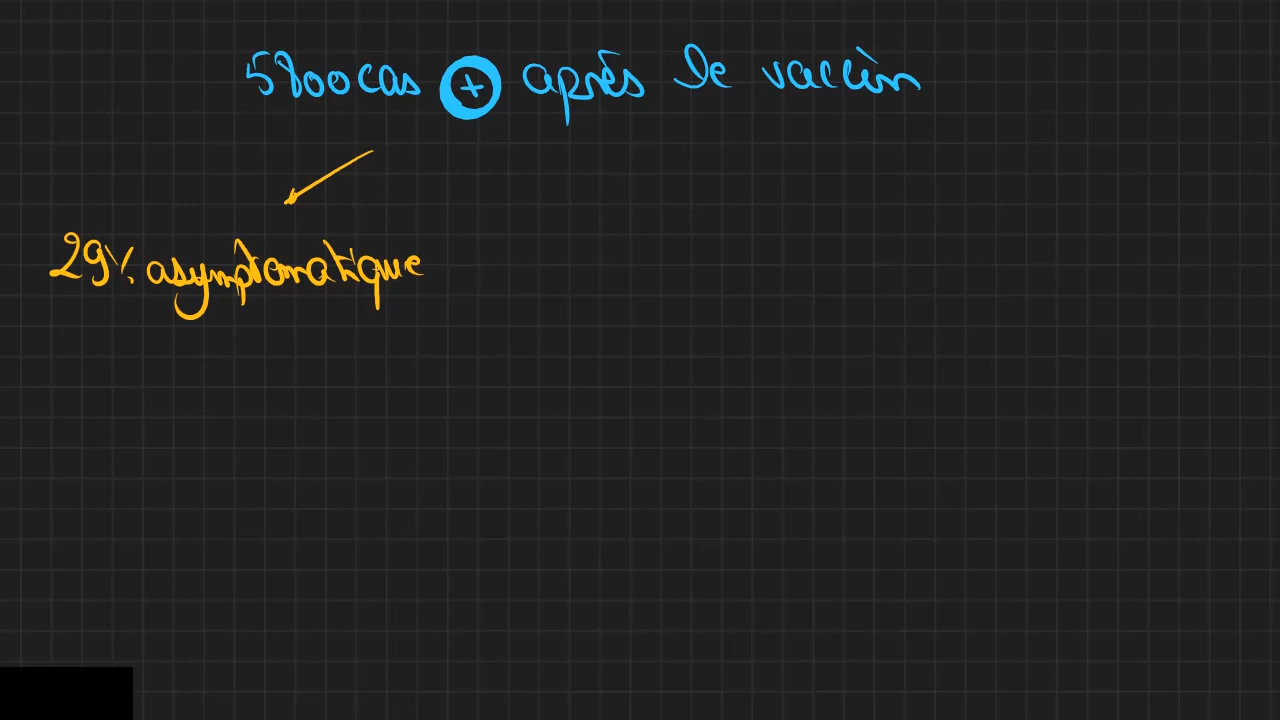 5800 cas + après le vaccin
29% asymptomatique